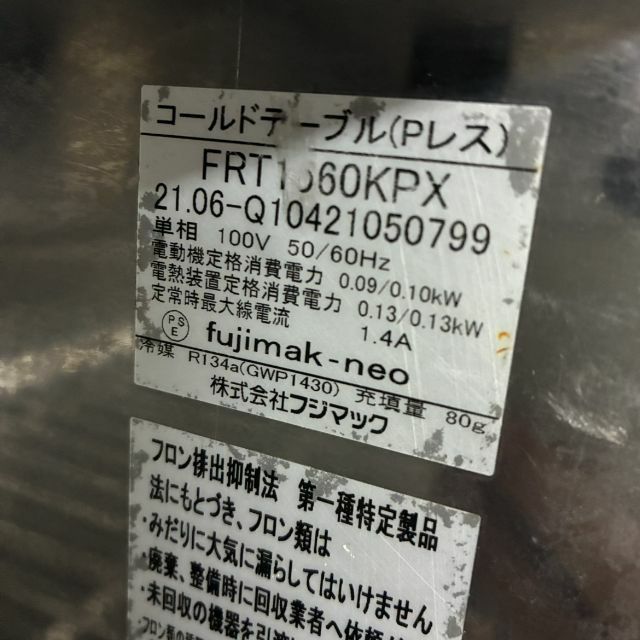 コールドテーブル(Pレス)
FRT1560KPX
21.06-Q10421050799
単相 100V 50/60Hz
電動機定格消費電力 0.09/0.10kW
電熱装置定格消費電力 0.13/0.13kW
定常時最大線電流 1.4A
PSE fujimak-neo
冷媒 R134a(GWP1430) 充填量 80g
株式会社フジマック
フロン排出抑制法 第一種特定製品
法にもとづき、フロン類は
・みだりに大気に漏らしてはいけません
・廃棄、整備時に回収業者へ依頼
・未回収の機器を引